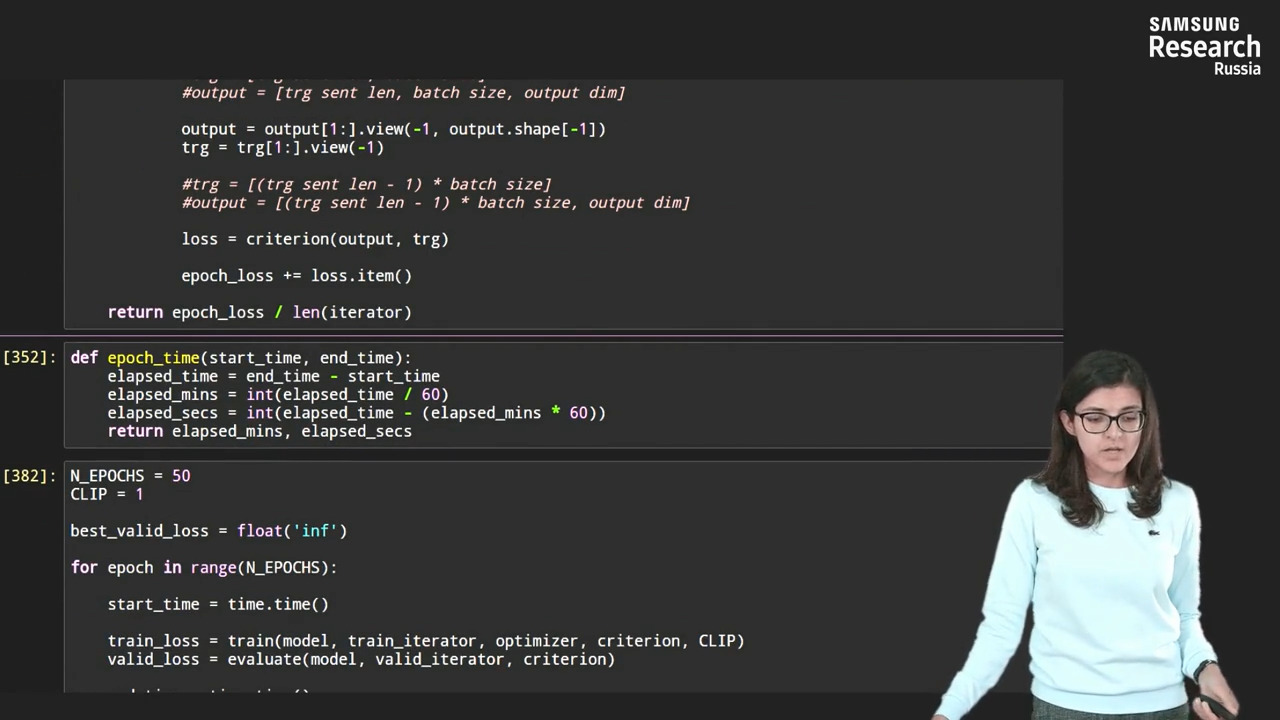 SAMSUNG
Research
Russia
#output = [trg sent len, batch size, output dim]
output = output[1:].view(-1, output.shape[-1])
trg = trg[1:].view(-1)
#trg = [(trg sent len - 1) * batch size]
#output = [(trg sent len - 1) * batch size, output dim]
loss = criterion(output, trg)
epoch_loss += loss.item()
return epoch_loss / len(iterator)
[352]: def epoch_time(start_time, end_time):
elapsed_time = end_time - start_time
elapsed_mins = int(elapsed_time / 60)
elapsed_secs = int(elapsed_time - (elapsed_mins * 60))
return elapsed_mins, elapsed_secs
[382]: N_EPOCHS = 50
CLIP = 1
best_valid_loss = float('inf')
for epoch in range(N_EPOCHS):
start_time = time.time()
train_loss = train(model, train_iterator, optimizer, criterion, CLIP)
valid_loss = evaluate(model, valid_iterator, criterion)